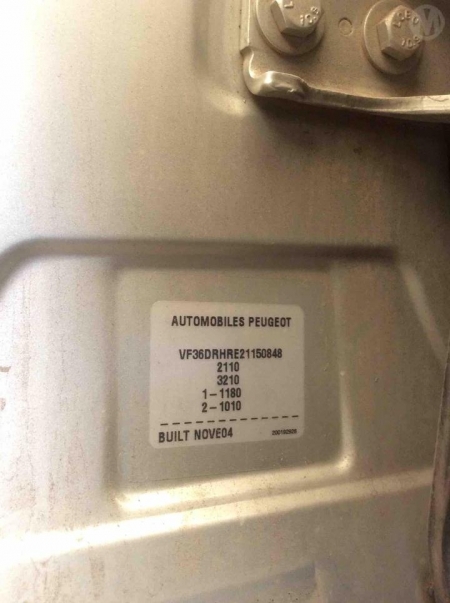 AUTOMOBILES PEUGEOT
VF36DRHRE21150848
2110
3210
1-1180
2-1010
BUILT NOVE04